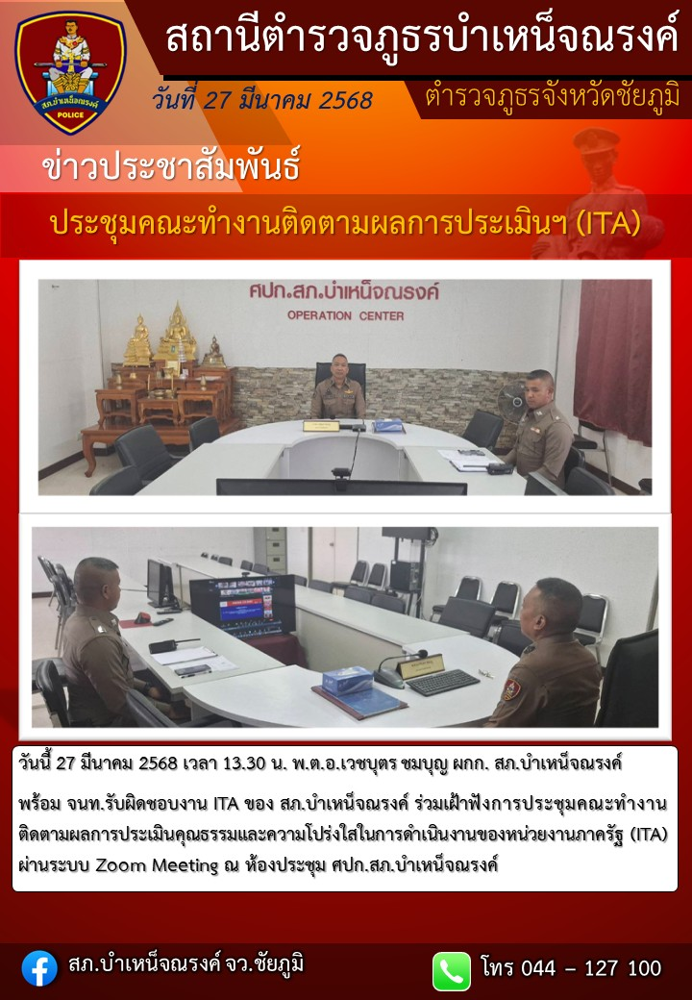 สถานีตำรวจภูธรบำเหน็จณรงค์
สภ.บำเหน็จณรงค์
POLICE
วันที่ 27 มีนาคม 2568
ตำรวจภูธรจังหวัดชัยภูมิ
ข่าวประชาสัมพันธ์
ประชุมคณะทำงานติดตามผลการประเมินฯ (ITA)
ศปก.สภ.บำเหน็จณรงค์
OPERATION CENTER
วันนี้ 27 มีนาคม 2568 เวลา 13.30 น. พ.ต.อ.เวชบุตร ชมบุญ ผกก. สภ.บำเหน็จณรงค์
พร้อม จนท.รับผิดชอบงาน ITA ของ สภ.บำเหน็จณรงค์ ร่วมเฝ้าฟังการประชุมคณะทำงาน
ติดตามผลการประเมินคุณธรรมและความโปร่งใสในการดำเนินงานของหน่วยงานภาครัฐ (ITA)
ผ่านระบบ Zoom Meeting ณ ห้องประชุม ศปก.สภ.บำเหน็จณรงค์
สภ.บำเหน็จณรงค์ จว.ชัยภูมิ
โทร 044 – 127 100